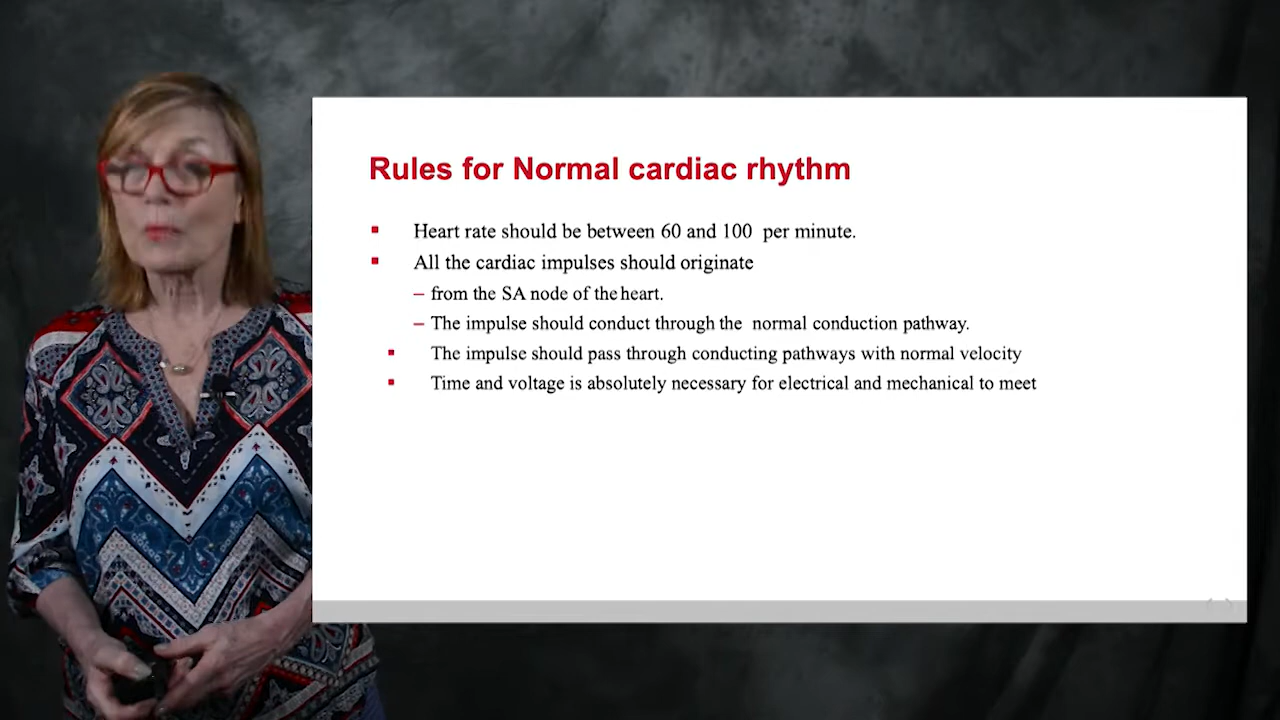 Rules for Normal cardiac rhythm
Heart rate should be between 60 and 100 per minute.
All the cardiac impulses should originate
– from the SA node of the heart.
– The impulse should conduct through the normal conduction pathway.
The impulse should pass through conducting pathways with normal velocity
Time and voltage is absolutely necessary for electrical and mechanical to meet